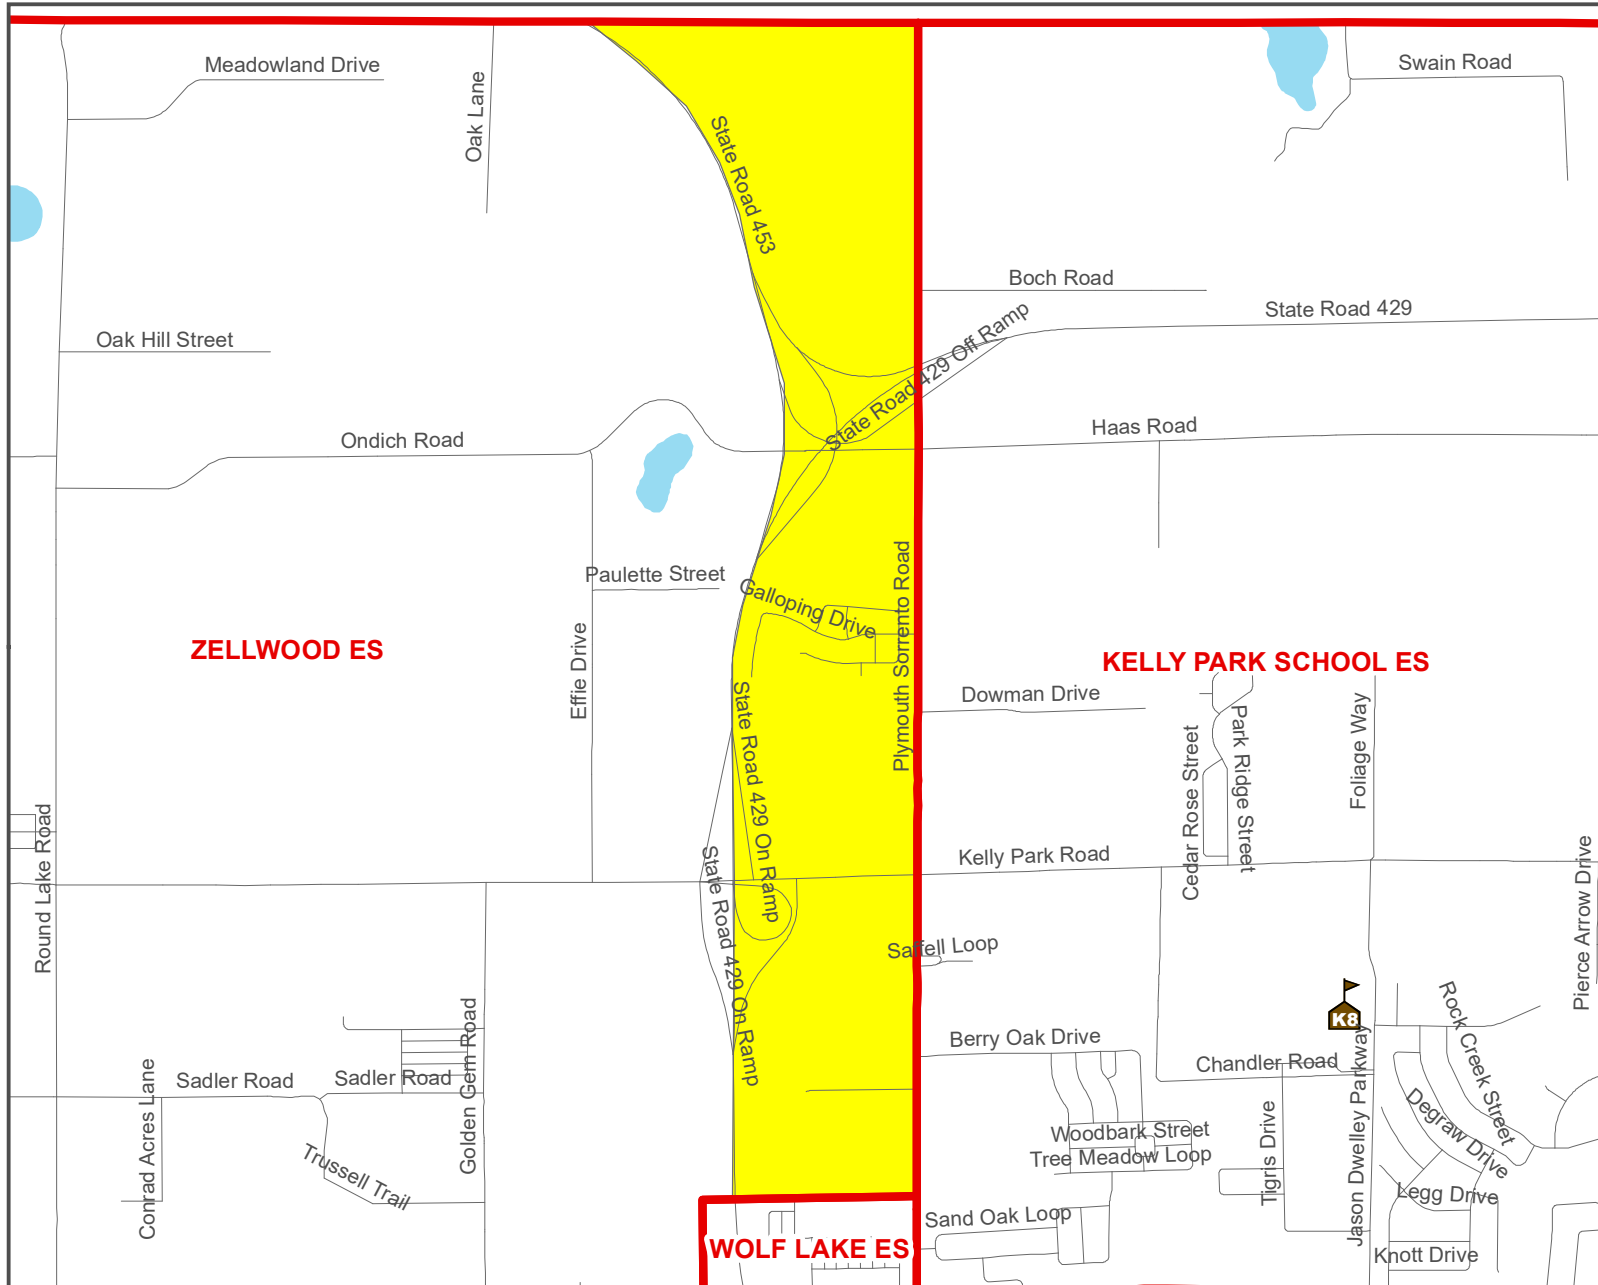 Meadowland Drive
Oak Lane
State Road 453
Swain Road
Boch Road
State Road 429
State Road 429 Off Ramp
Oak Hill Street
Ondich Road
Haas Road
Paulette Street
Galloping Drive
Plymouth Sorrento Road
Effie Drive
ZELLWOOD ES
KELLY PARK SCHOOL ES
Dowman Drive
State Road 429 On Ramp
Cedar Rose Street
Park Ridge Street
Foliage Way
Round Lake Road
Kelly Park Road
Pierce Arrow Drive
State Road 429 On Ramp
Saffell Loop
K8
Rock Creek Street
Berry Oak Drive
Chandler Road
Jason Dwelley Parkway
Golden Gem Road
Sadler Road
Sadler Road
Conrad Acres Lane
Trussell Trail
Woodbark Street
Tree Meadow Loop
Tigris Drive
Degraw Drive
Legg Drive
Sand Oak Loop
WOLF LAKE ES
Knott Drive